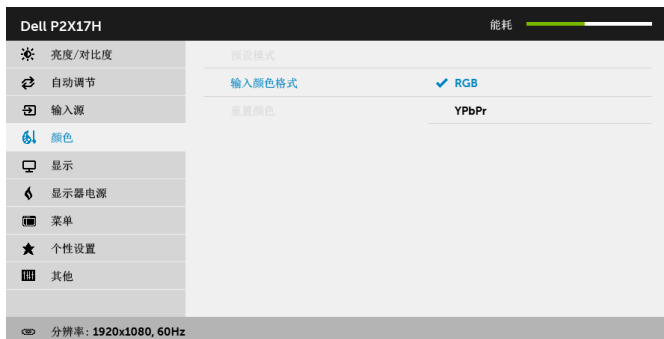 Dell P2X17H 能耗
亮度/对比度 预设模式
自动调节 输入颜色格式 RGB
输入源 重置颜色 YPbPr
颜色
显示
显示器电源
菜单
个性设置
其他
分辨率: 1920x1080, 60Hz